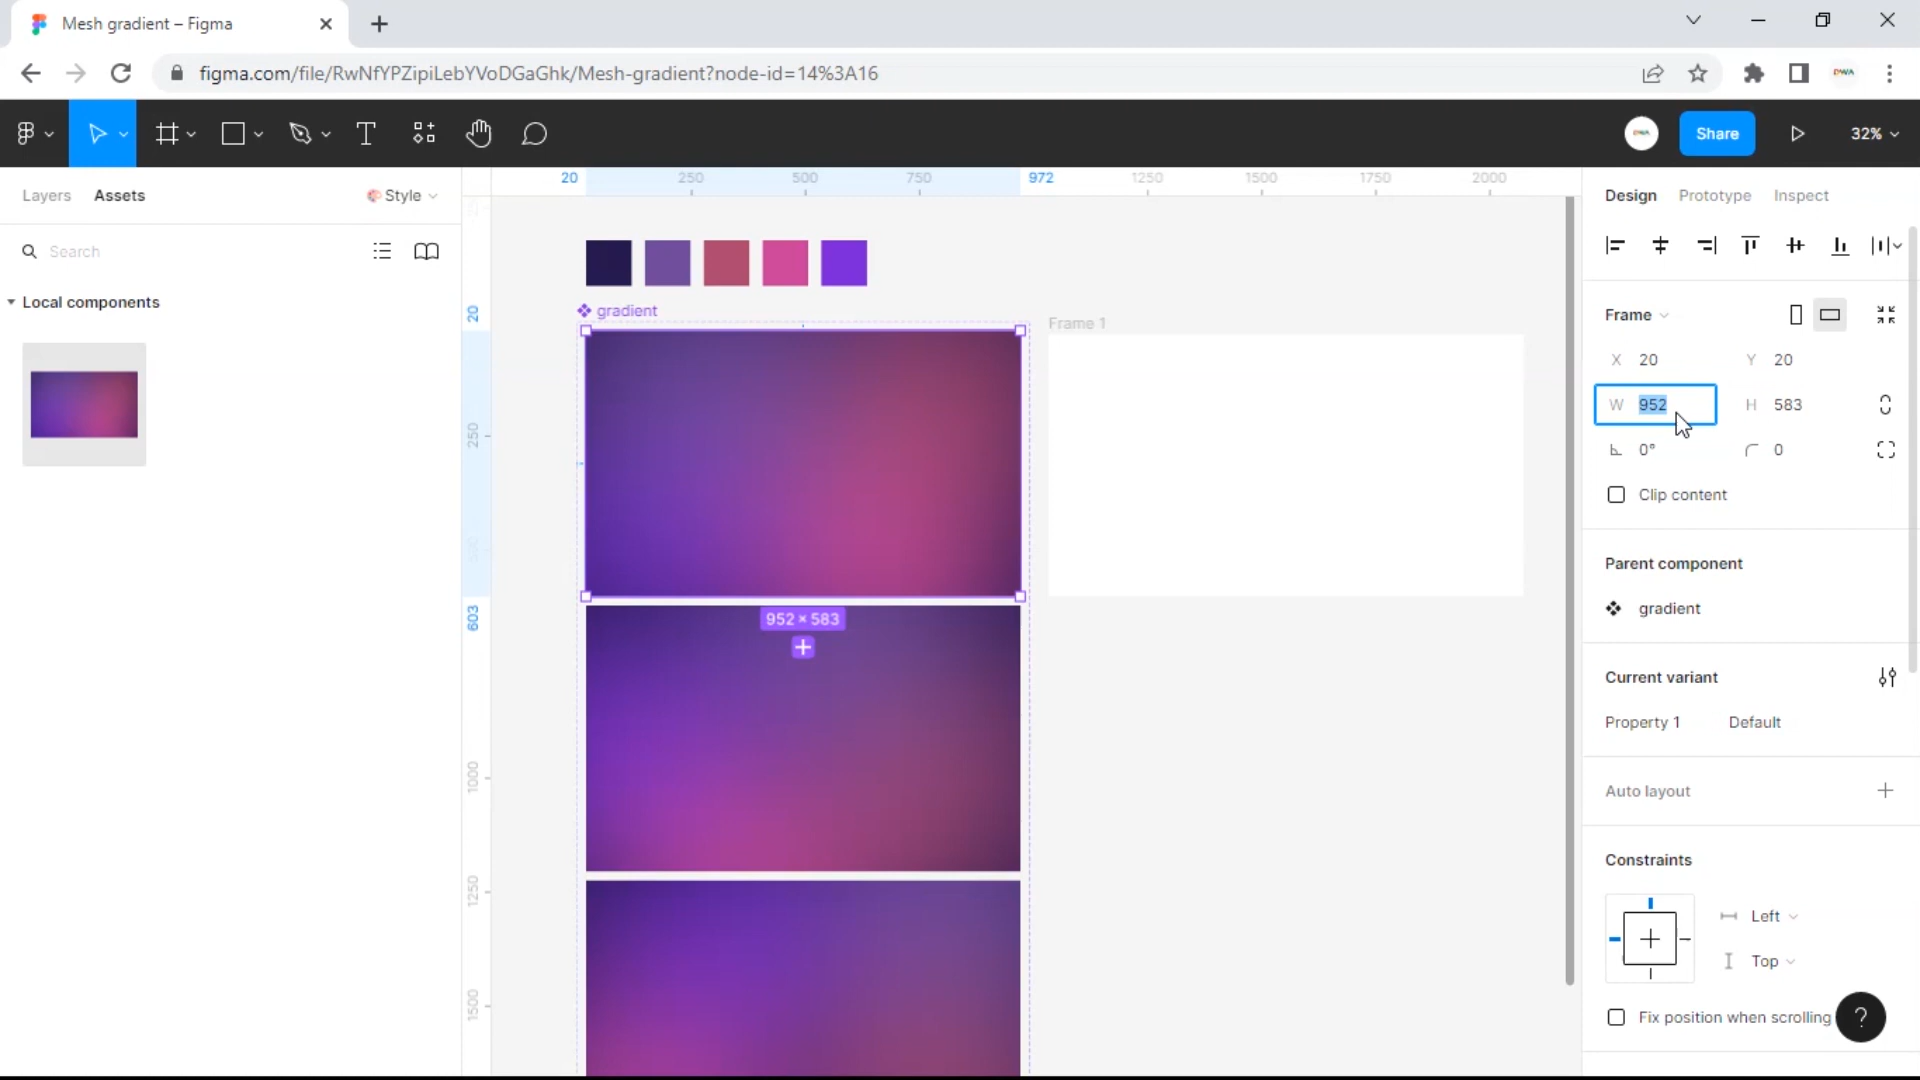 Mesh gradient – Figma
figma.com/file/RwNfYPZipiLebYVoDGaGhk/Mesh-gradient?node-id=14%3A16
DWA
T
DWA
Share
32%
Layers
Assets
Style
Search
Local components
20
250
500
750
972
1250
1500
1750
2000
20
250
603
1000
1250
1500
gradient
Frame 1
952 × 583
Design
Prototype
Inspect
Frame
X 20
Y 20
W 952
H 583
0°
0
Clip content
Parent component
gradient
Current variant
Property 1
Default
Auto layout
Constraints
Left
Top
Fix position when scrolling
?